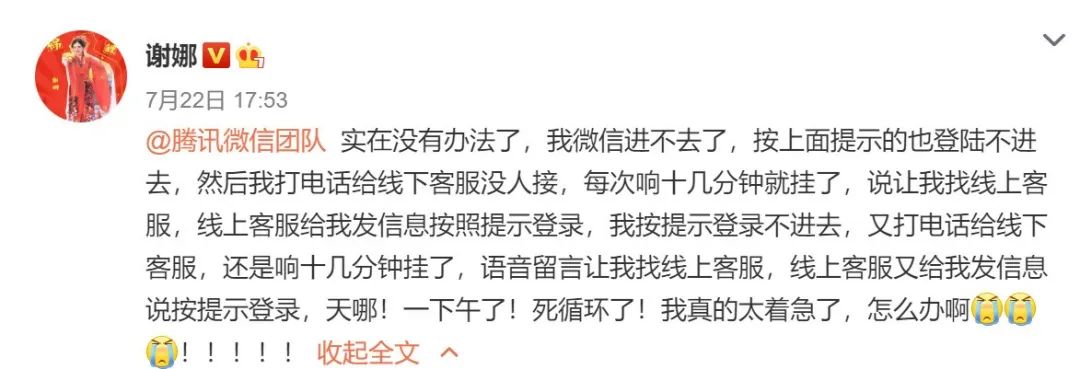 谢娜
7月22日 17:53
@腾讯微信团队 实在没有办法了，我微信进不去了，按上面提示的也登陆不进
去，然后我打电话给线下客服没人接，每次响十几分钟就挂了，说让我找线上客
服，线上客服给我发信息按照提示登录，我按提示登录不进去，又打电话给线下
客服，还是响十几分钟挂了，语音留言让我找线上客服，线上客服又给我发信息
说按提示登录，天哪！一下午了！死循环了！我真的太着急了，怎么办啊😭😭
😭！！！！！ 收起全文